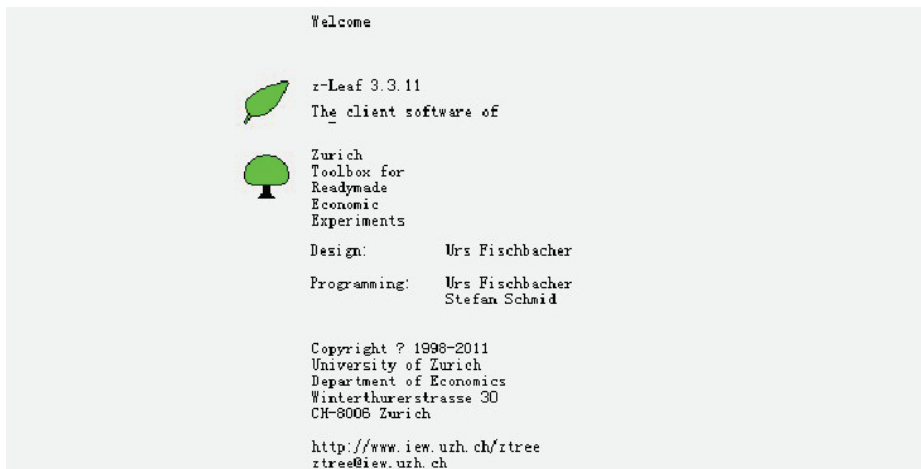 Welcome
z-Leaf 3.3.11
The client software of
Zurich
Toolbox for
Readymade
Economic
Experiments
Design: Urs Fischbacher
Programming: Urs Fischbacher
Stefan Schmid
Copyright ? 1998-2011
University of Zurich
Department of Economics
Winterthurerstrasse 30
CH-8006 Zurich
http://www.iew.uzh.ch/ztree
ztree@iew.uzh.ch